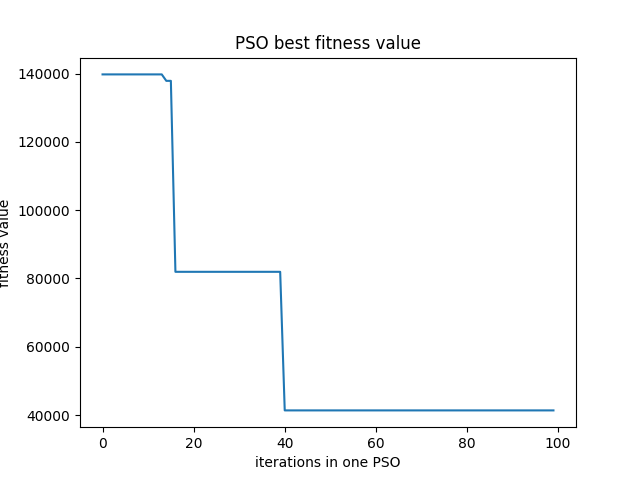 PSO best fitness value
140000
120000
100000
80000
60000
40000
fitness value
0 20 40 60 80 100
iterations in one PSO